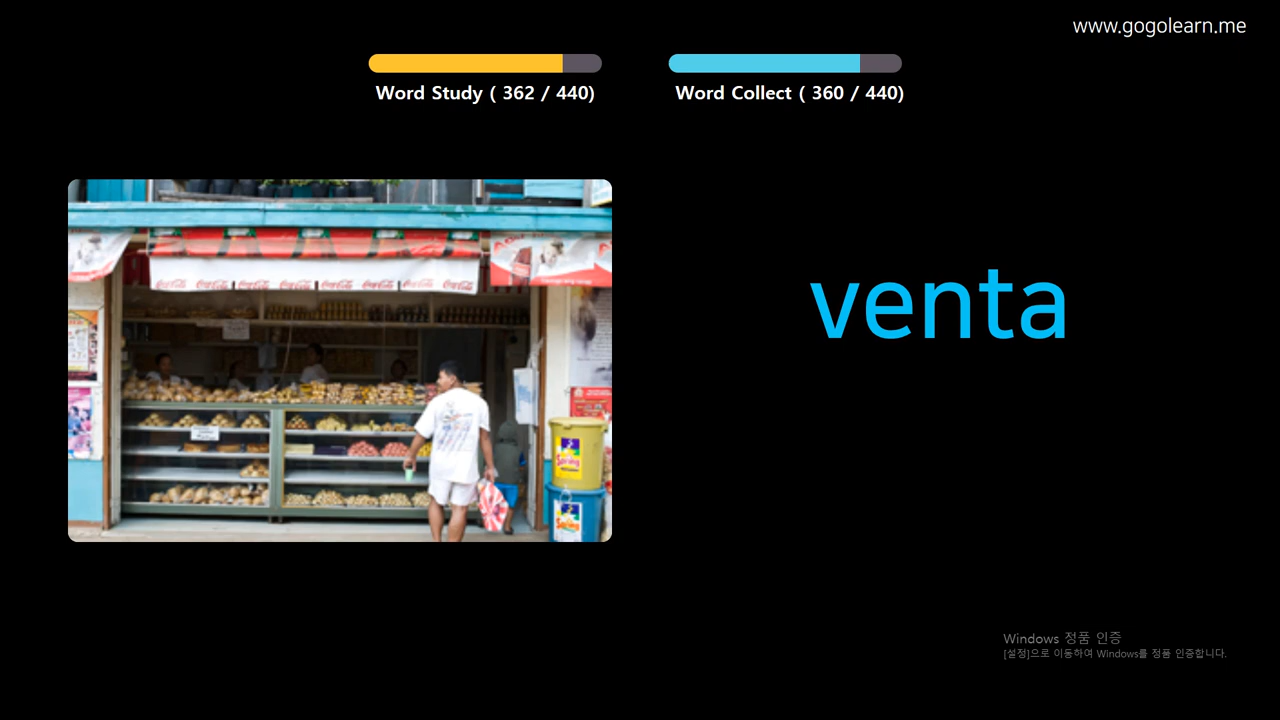 www.gogolearn.me
Word Study ( 362 / 440)
Word Collect ( 360 / 440)
venta
Windows 정품 인증
[설정]으로 이동하여 Windows를 정품 인증합니다.